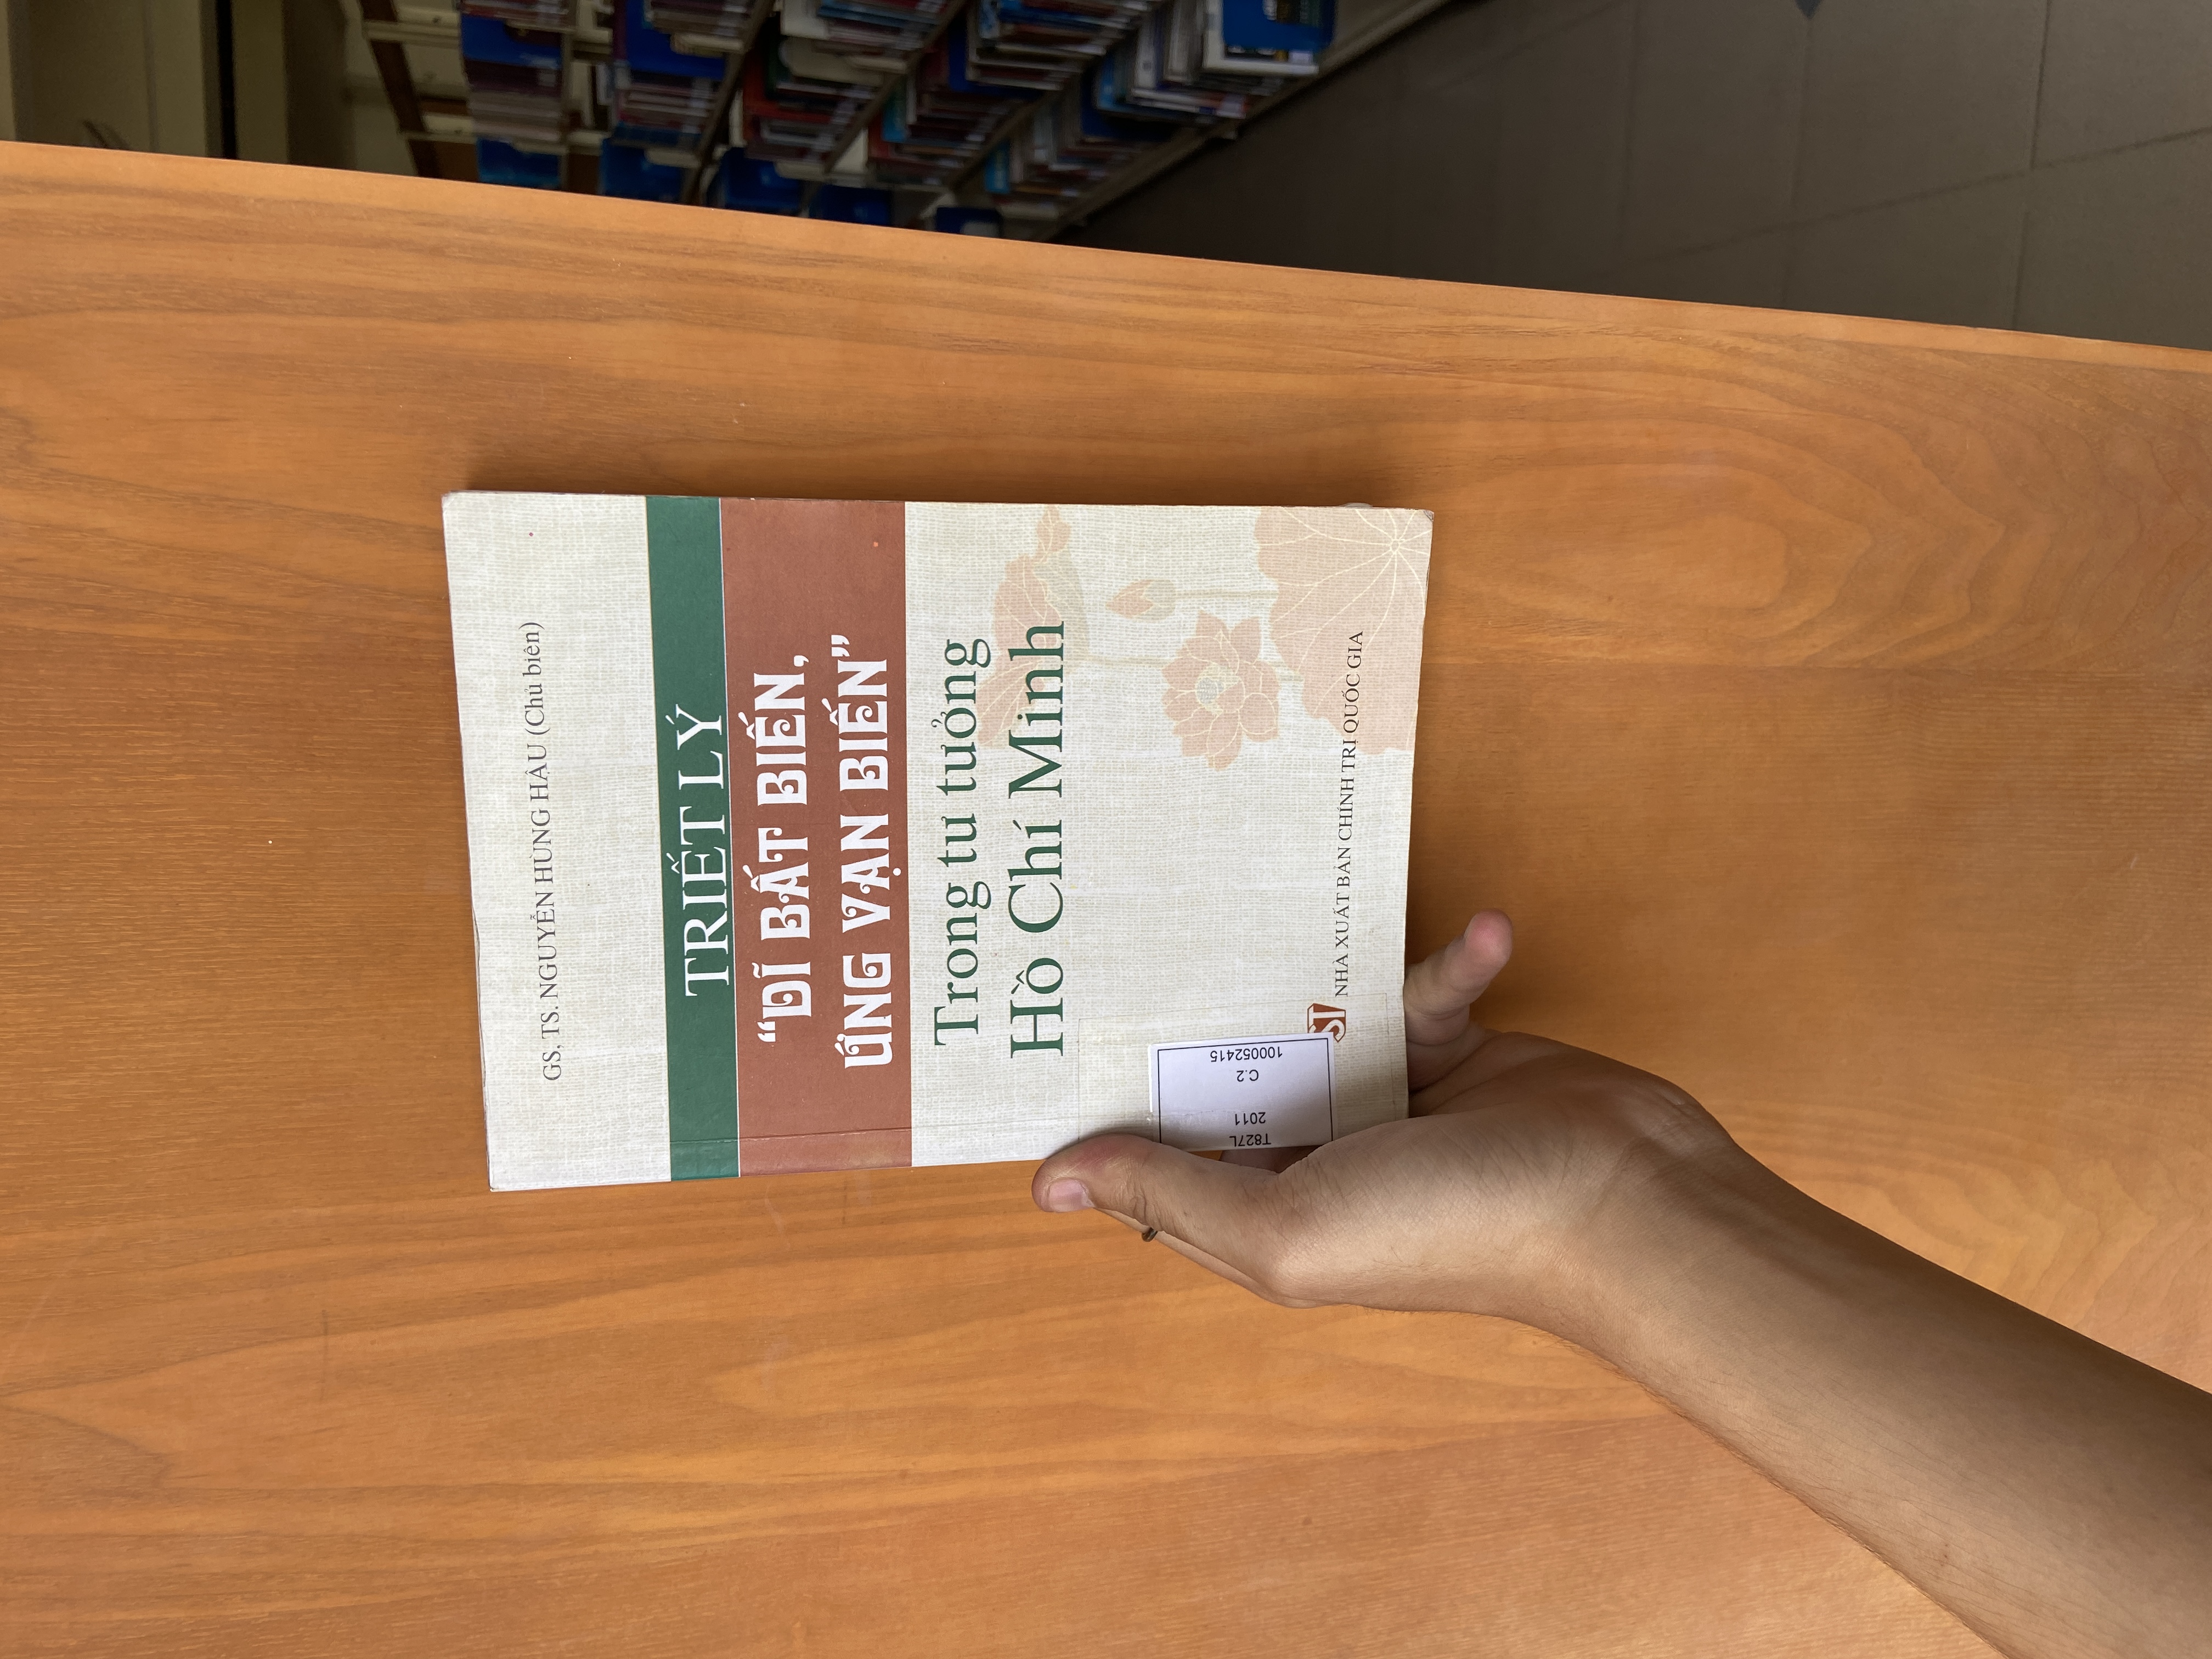 GS, TS. NGUYỄN HÙNG HẬU (Chủ biên)
TRIẾT LÝ
“DĨ BẤT BIẾN,
ỨNG VẠN BIẾN”
Trong tư tưởng
Hồ Chí Minh
T827L
2011
C.2
100052415
ST
NHÀ XUẤT BẢN CHÍNH TRỊ QUỐC GIA